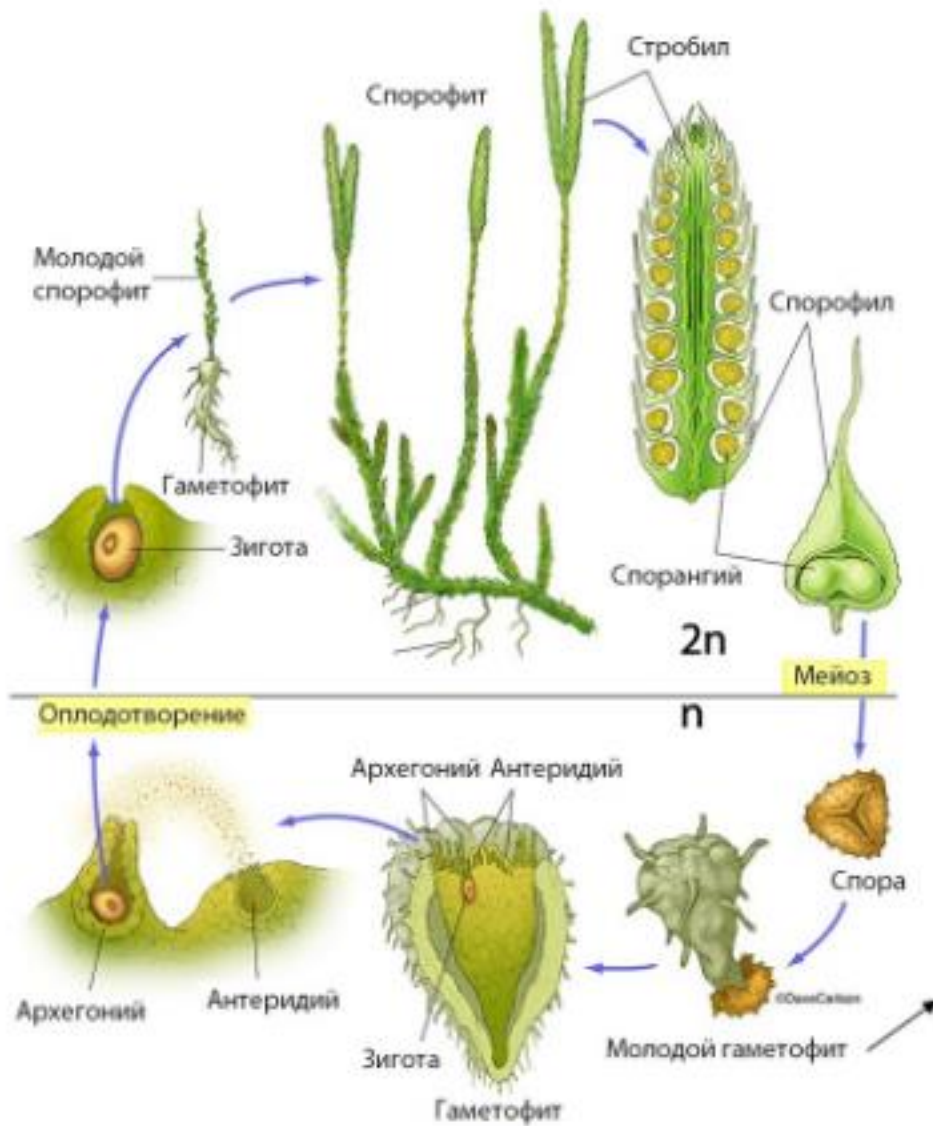 Стробил
Спорофит
Молодой
спорофит
Спорофил
Гаметофит
Зигота
Спорангий
2n
Мейоз
Оплодотворение
n
Архегоний Антеридий
Спора
Архегоний
Антеридий
Зигота
Молодой гаметофит
Гаметофит